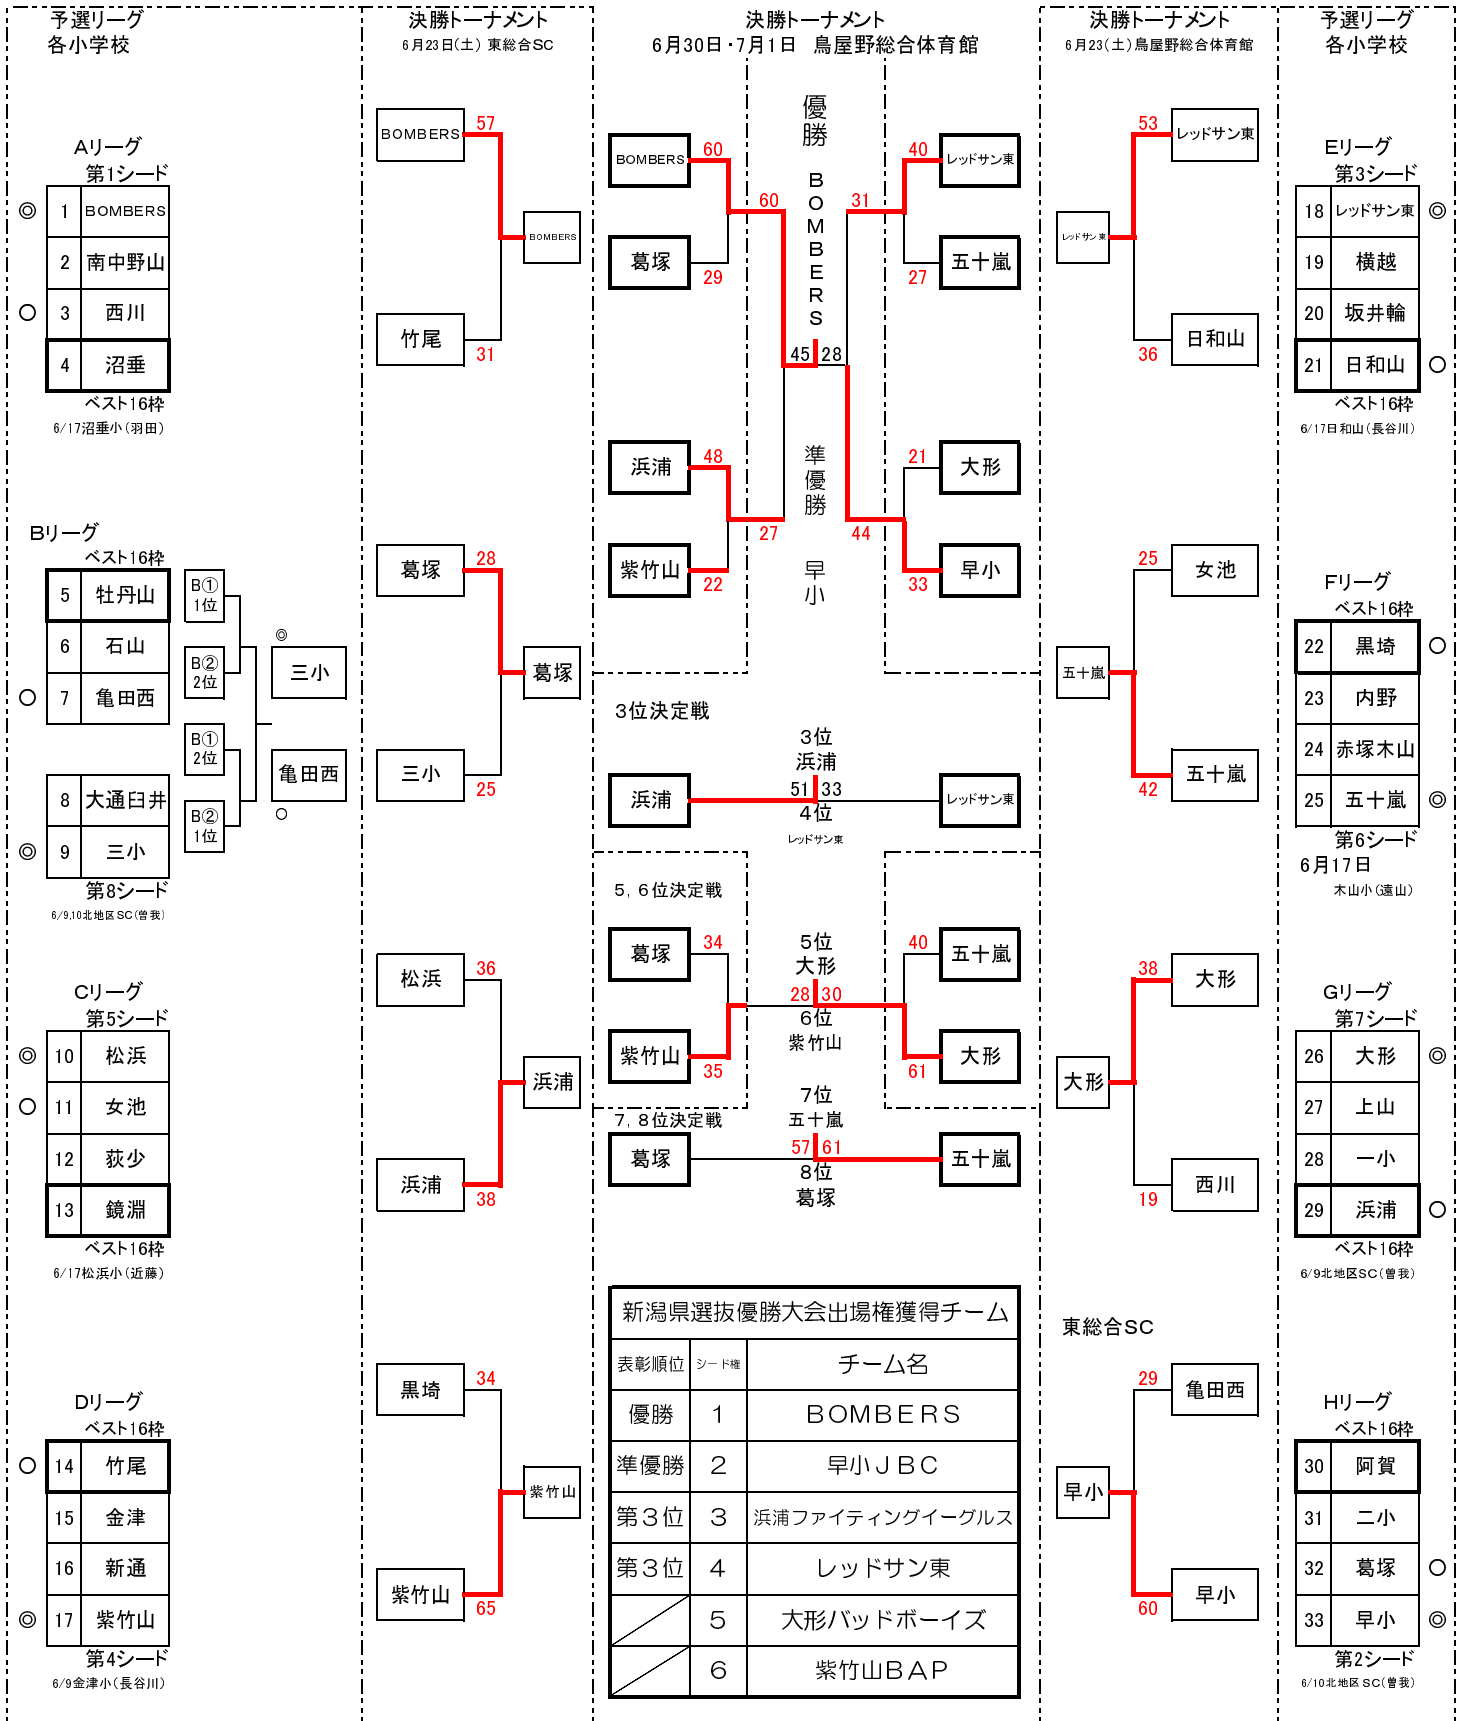 予選リーグ
各小学校
Aリーグ
第1シード
◎ 1 BOMBERS
2 南中野山
○ 3 西川
4 沼垂
ベスト16枠
6/17沼垂小(羽田)
Bリーグ
ベスト16枠
5 牡丹山
6 石山
○ 7 亀田西
8 大通臼井
◎ 9 三小
第8シード
6/9,10北地区SC(曽我)
B①
1位
B②
2位
B①
2位
B②
1位
◎
三小
亀田西
○
Cリーグ
第5シード
◎ 10 松浜
○ 11 女池
12 荻少
13 鏡淵
ベスト16枠
6/17松浜小(近藤)
Dリーグ
ベスト16枠
○ 14 竹尾
15 金津
16 新通
◎ 17 紫竹山
第4シード
6/9金津小(長谷川)
決勝トーナメント
6月23日(土) 東総合SC
BOMBERS 57
BOMBERS
竹尾 31
葛塚 28
葛塚
三小 25
松浜 36
浜浦
浜浦 38
黒埼 34
紫竹山
紫竹山 65
決勝トーナメント
6月30日・7月1日 鳥屋野総合体育館
優勝
BOMBERS
BOMBERS 60
60
葛塚 29
40 レッドサン東
31
27 五十嵐
45 28
浜浦 48
27
紫竹山 22
21 大形
44
33 早小
準優勝
早小
3位決定戦
3位
浜浦
浜浦 51 33 レッドサン東
4位
レッドサン東
5,6位決定戦
葛塚 34
5位
大形
40 五十嵐
28 30
6位
紫竹山
紫竹山 35
61 大形
7,8位決定戦
7位
五十嵐
葛塚 57 61 五十嵐
8位
葛塚
新潟県選抜優勝大会出場権獲得チーム
表彰順位 シード権 チーム名
優勝 1 BOMBERS
準優勝 2 早小JBC
第3位 3 浜浦ファイティングイーグルス
第3位 4 レッドサン東
5 大形バッドボーイズ
6 紫竹山BAP
決勝トーナメント
6月23(土)鳥屋野総合体育館
53 レッドサン東
レッドサン東
36 日和山
25 女池
五十嵐
42 五十嵐
38 大形
大形
19 西川
東総合SC
29 亀田西
早小
60 早小
予選リーグ
各小学校
Eリーグ
第3シード
18 レッドサン東 ◎
19 横越
20 坂井輪
21 日和山 ○
ベスト16枠
6/17日和山(長谷川)
Fリーグ
ベスト16枠
22 黒埼 ○
23 内野
24 赤塚木山
25 五十嵐 ◎
第6シード
6月17日
木山小(遠山)
Gリーグ
第7シード
26 大形 ◎
27 上山
28 一小
29 浜浦 ○
ベスト16枠
6/9北地区SC(曽我)
Hリーグ
ベスト16枠
30 阿賀
31 二小
32 葛塚 ○
33 早小 ◎
第2シード
6/10北地区SC(曽我)